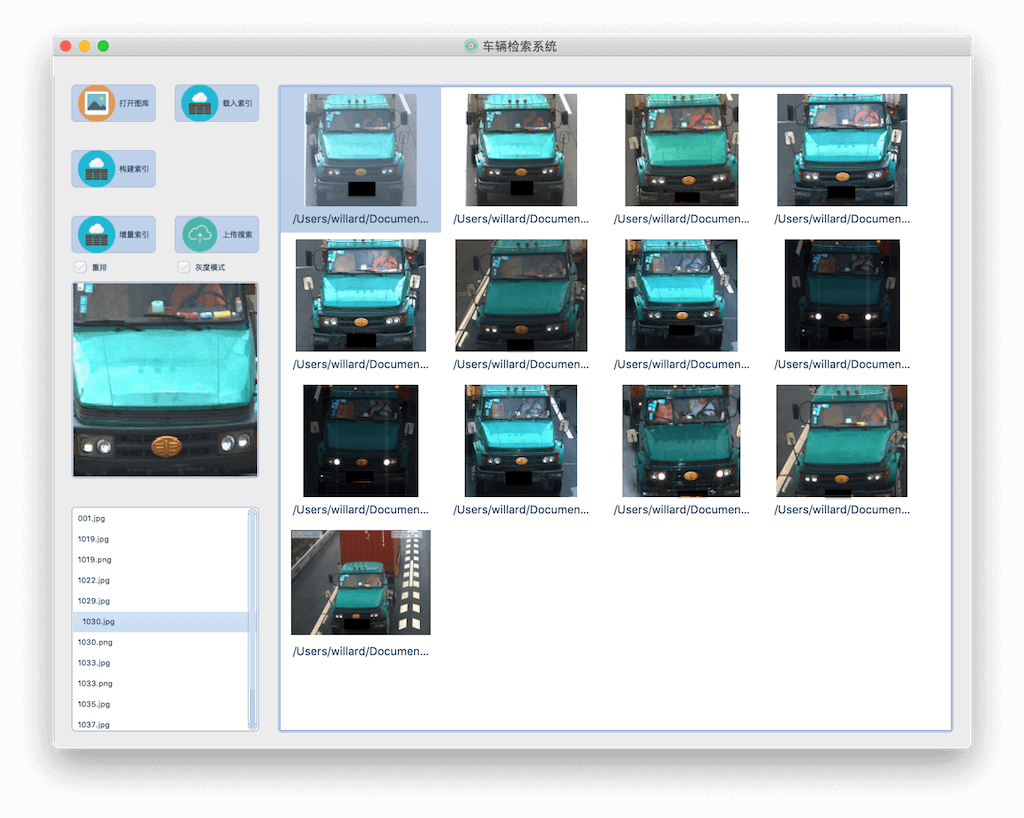 车辆检索系统
打开图库
载入索引
构建索引
增量索引
上传搜索
重排
灰度模式
001.jpg
1019.jpg
1019.png
1022.jpg
1029.jpg
1030.jpg
1030.png
1033.jpg
1033.png
1035.jpg
1037.jpg
/Users/willard/Documen...
/Users/willard/Documen...
/Users/willard/Documen...
/Users/willard/Documen...
/Users/willard/Documen...
/Users/willard/Documen...
/Users/willard/Documen...
/Users/willard/Documen...
/Users/willard/Documen...
/Users/willard/Documen...
/Users/willard/Documen...
/Users/willard/Documen...
/Users/willard/Documen...